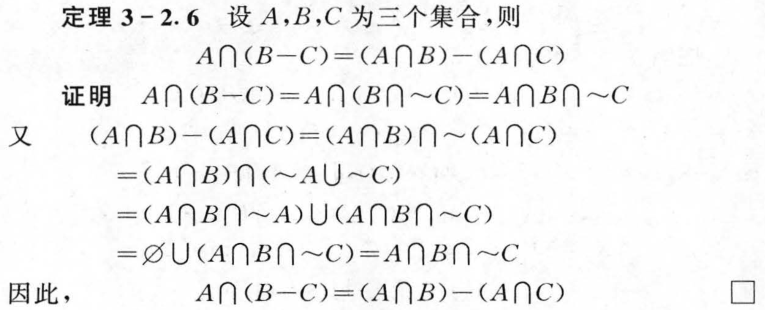 定理 3-2.6 设 A,B,C 为三个集合,则
A∩(B-C)=(A∩B)-(A∩C)
证明 A∩(B-C)=A∩(B∩~C)=A∩B∩~C
又 (A∩B)-(A∩C)=(A∩B)∩~(A∩C)
=(A∩B)∩(~A∪~C)
=(A∩B∩~A)∪(A∩B∩~C)
=∅∪(A∩B∩~C)=A∩B∩~C
因此, A∩(B-C)=(A∩B)-(A∩C) □